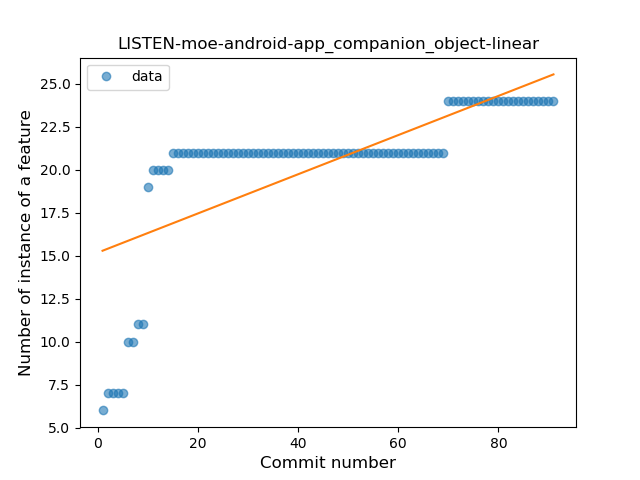 LISTEN-moe-android-app_companion_object-linear
data
Number of instance of a feature
25.0
22.5
20.0
17.5
15.0
12.5
10.0
7.5
5.0
0 20 40 60 80
Commit number